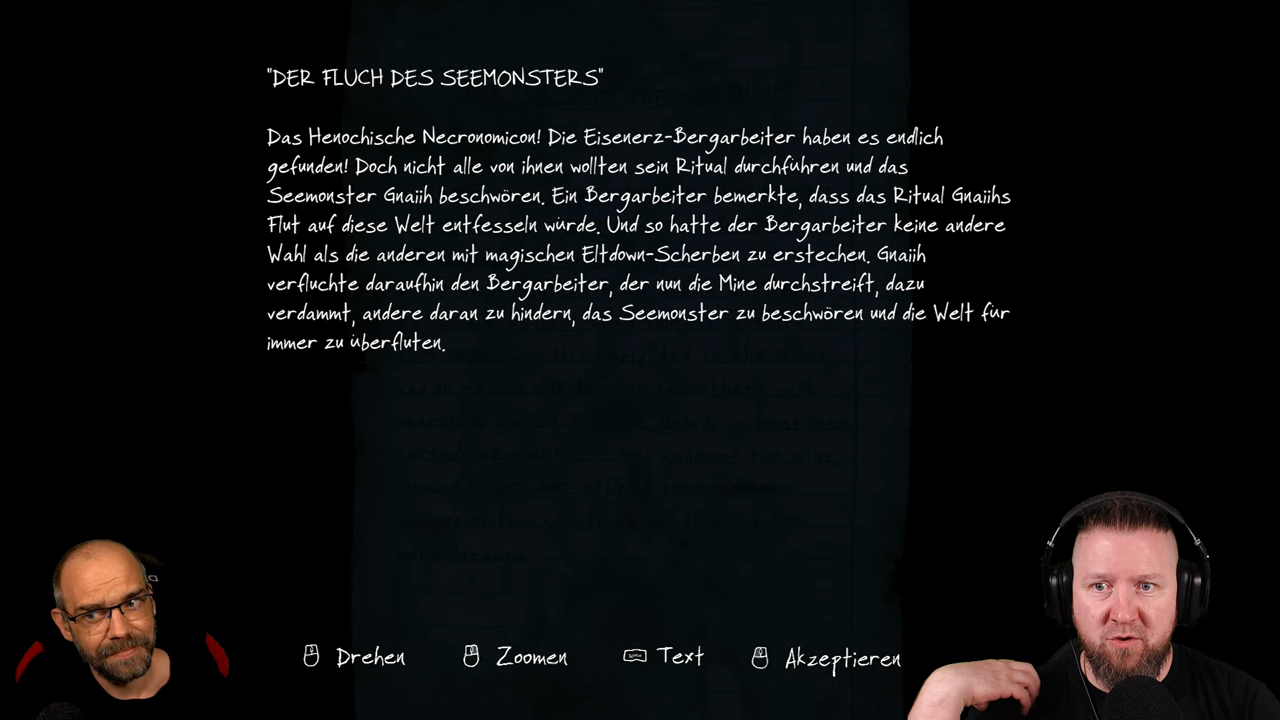 "DER FLUCH DES SEEMONSTERS"
Das Henochische Necronomicon! Die Eisenerz-Bergarbeiter haben es endlich
gefunden! Doch nicht alle von ihnen wollten sein Ritual durchführen und das
Seemonster Gnaiih beschwören. Ein Bergarbeiter bemerkte, dass das Ritual Gnaiihs
Flut auf diese Welt entfesseln würde. Und so hatte der Bergarbeiter keine andere
Wahl als die anderen mit magischen Eltdown-Scherben zu erstechen. Gnaiih
verfluchte daraufhin den Bergarbeiter, der nun die Mine durchstreift, dazu
verdammt, andere daran zu hindern, das Seemonster zu beschwören und die Welt für
immer zu überfluten.
Drehen Zoomen Text Akzeptieren